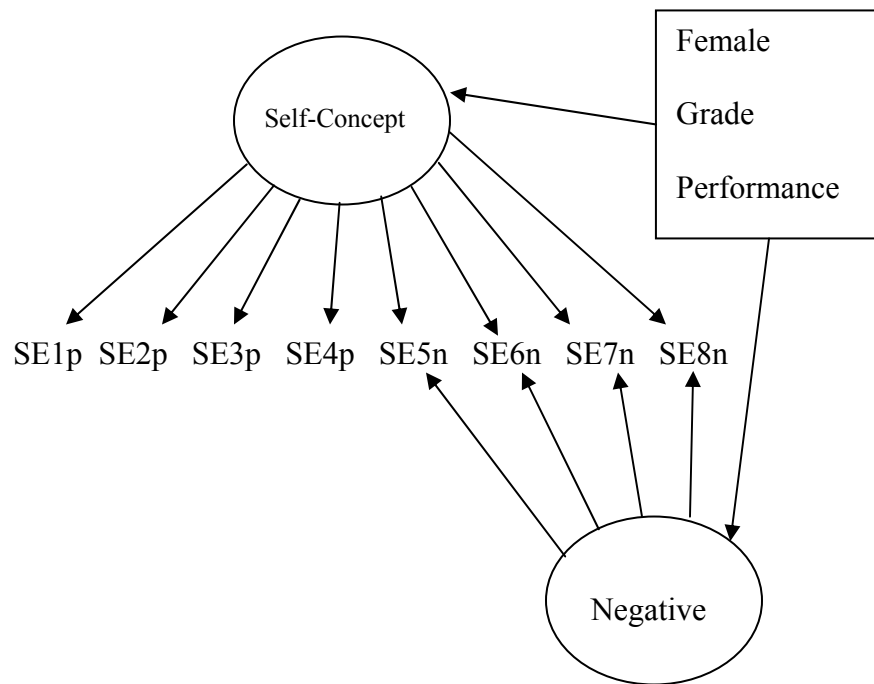 Female
Self-Concept
Grade
Performance
SE1p SE2p SE3p SE4p SE5n SE6n SE7n SE8n
Negative